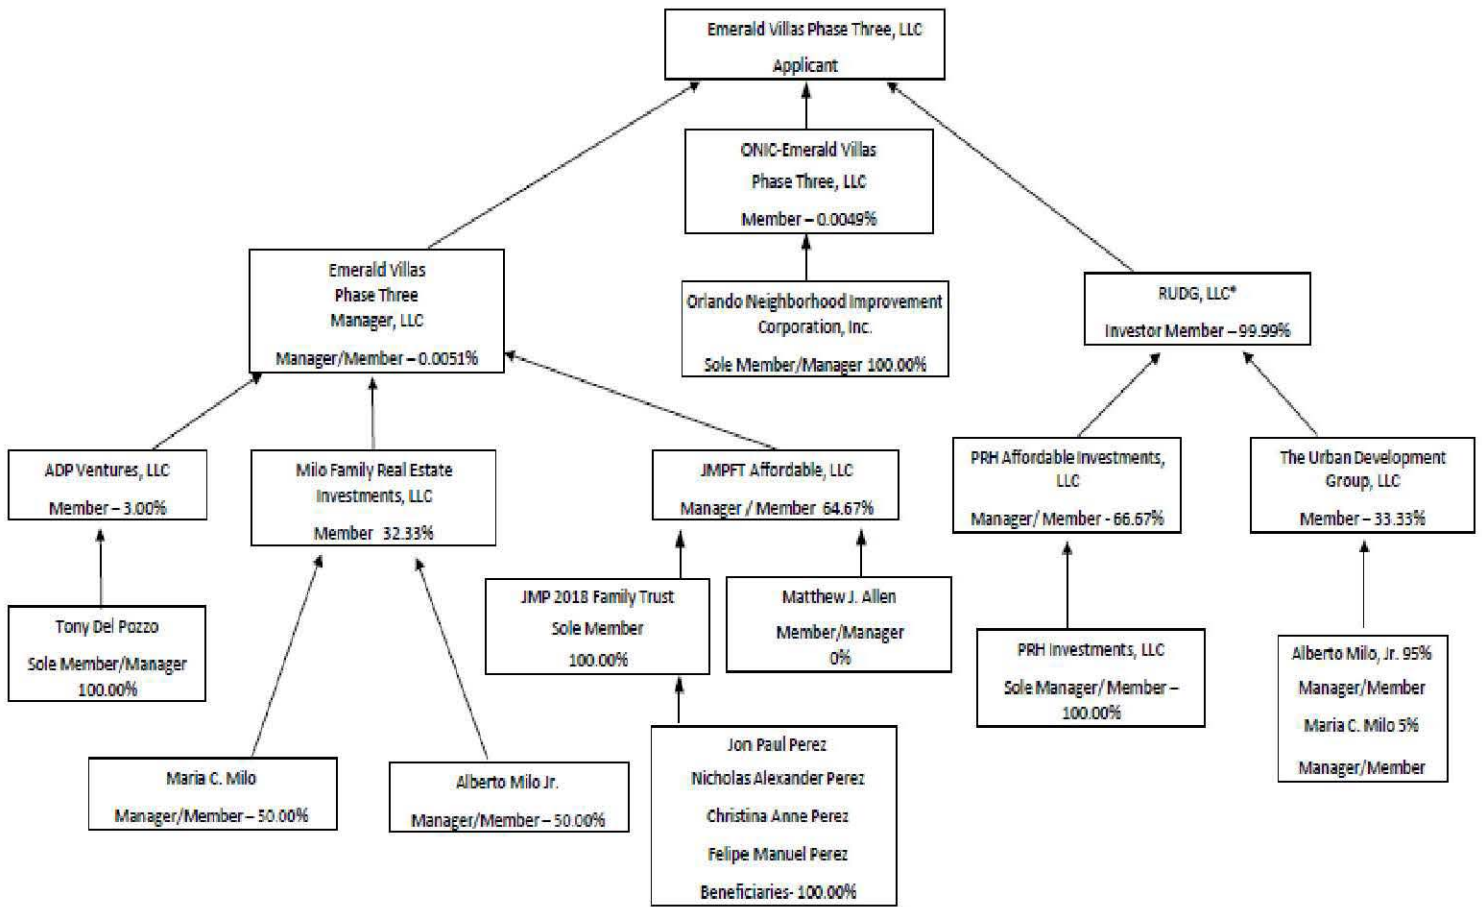 Emerald Villas Phase Three, LLC
Applicant
ONIC-Emerald Villas
Phase Three, LLC
Member – 0.0049%
Emerald Villas
Phase Three
Manager, LLC
Manager/Member – 0.0051%
Orlando Neighborhood Improvement
Corporation, Inc.
Sole Member/Manager 100.00%
RUDG, LLC*
Investor Member – 99.99%
ADP Ventures, LLC
Member – 3.00%
Milo Family Real Estate
Investments, LLC
Member 32.33%
JMPFT Affordable, LLC
Manager / Member 64.67%
PRH Affordable Investments,
LLC
Manager/ Member - 66.67%
The Urban Development
Group, LLC
Member – 33.33%
Tony Del Pozzo
Sole Member/Manager
100.00%
JMP 2018 Family Trust
Sole Member
100.00%
Matthew J. Allen
Member/Manager
0%
PRH Investments, LLC
Sole Manager/ Member –
100.00%
Alberto Milo, Jr. 95%
Manager/Member
Maria C. Milo 5%
Manager/Member
Maria C. Milo
Manager/Member – 50.00%
Alberto Milo Jr.
Manager/Member – 50.00%
Jon Paul Perez
Nicholas Alexander Perez
Christina Anne Perez
Felipe Manuel Perez
Beneficiaries- 100.00%